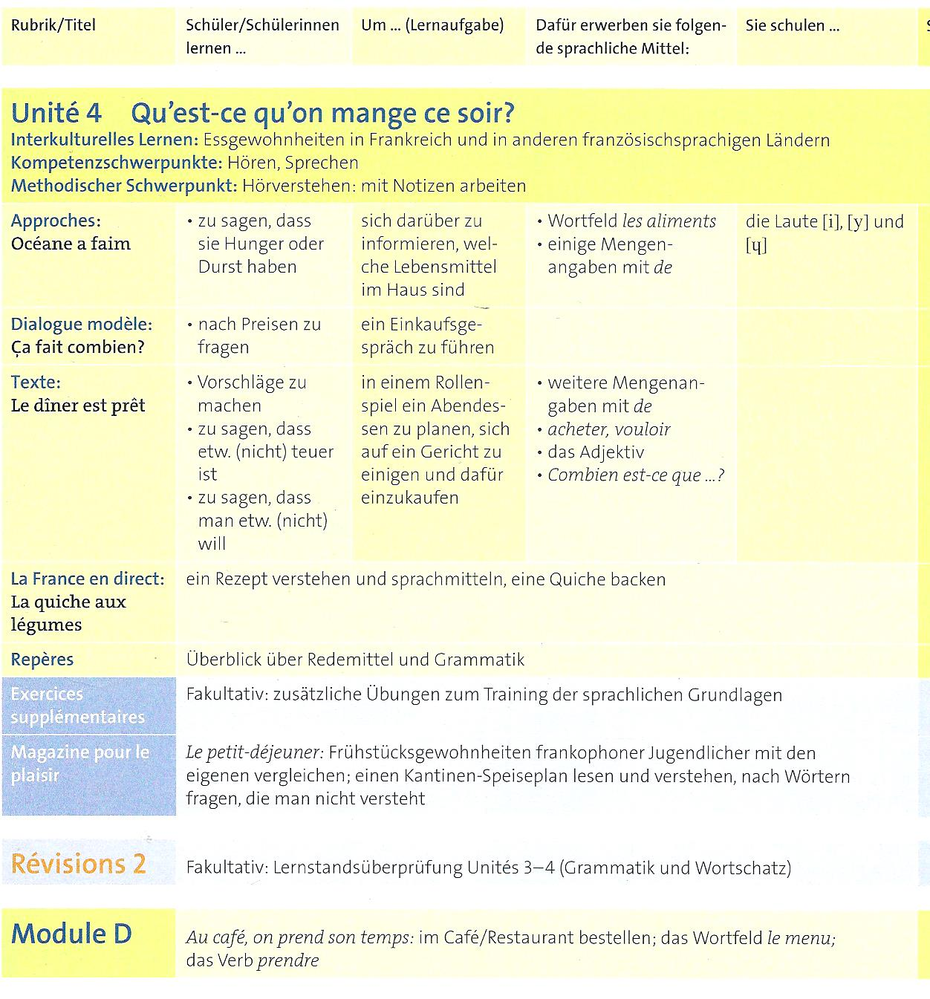 Rubrik/Titel
Schüler/Schülerinnen
lernen ...
Um ... (Lernaufgabe)
Dafür erwerben sie folgen-
de sprachliche Mittel:
Sie schulen ...
Unité 4 Qu'est-ce qu'on mange ce soir?
Interkulturelles Lernen: Essgewohnheiten in Frankreich und in anderen französischsprachigen Ländern
Kompetenzschwerpunkte: Hören, Sprechen
Methodischer Schwerpunkt: Hörverstehen: mit Notizen arbeiten
Approches:
Océane a faim
• zu sagen, dass
sie Hunger oder
Durst haben
sich darüber zu
informieren, wel-
che Lebensmittel
im Haus sind
• Wortfeld les aliments
• einige Mengen-
angaben mit de
die Laute [i], [y] und
[ɥ]
Dialogue modèle:
Ça fait combien?
• nach Preisen zu
fragen
ein Einkaufsge-
spräch zu führen
Texte:
Le dîner est prêt
• Vorschläge zu
machen
• zu sagen, dass
etw. (nicht) teuer
ist
• zu sagen, dass
man etw. (nicht)
will
in einem Rollen-
spiel ein Abendes-
sen zu planen, sich
auf ein Gericht zu
einigen und dafür
einzukaufen
• weitere Mengenan-
gaben mit de
• acheter, vouloir
• das Adjektiv
• Combien est-ce que ...?
La France en direct:
La quiche aux
légumes
ein Rezept verstehen und sprachmitteln, eine Quiche backen
Repères
Überblick über Redemittel und Grammatik
Exercices
supplémentaires
Fakultativ: zusätzliche Übungen zum Training der sprachlichen Grundlagen
Magazine pour le
plaisir
Le petit-déjeuner: Frühstücksgewohnheiten frankophoner Jugendlicher mit den
eigenen vergleichen; einen Kantinen-Speiseplan lesen und verstehen, nach Wörtern
fragen, die man nicht versteht
Révisions 2
Fakultativ: Lernstandsüberprüfung Unités 3–4 (Grammatik und Wortschatz)
Module D
Au café, on prend son temps: im Café/Restaurant bestellen; das Wortfeld le menu;
das Verb prendre